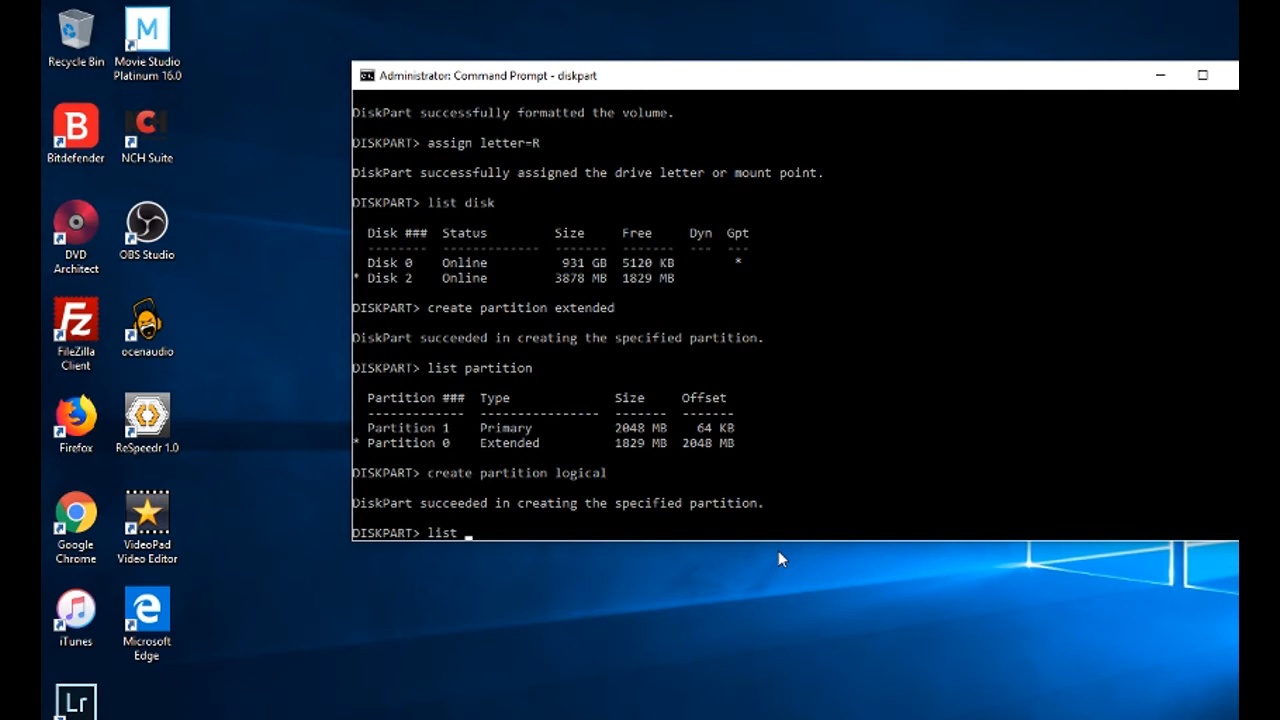 Recycle Bin
Movie Studio
Platinum 16.0
Bitdefender
NCH Suite
DVD
Architect
OBS Studio
FileZilla
Client
ocenaudio
Firefox
ReSpeedr 1.0
Google
Chrome
VideoPad
Video Editor
iTunes
Microsoft
Edge
Lr
Administrator: Command Prompt - diskpart
DiskPart successfully formatted the volume.
DISKPART> assign letter=R
DiskPart successfully assigned the drive letter or mount point.
DISKPART> list disk
Disk ### Status Size Free Dyn Gpt
-------- ------------- ------- ------- --- ---
Disk 0 Online 931 GB 5120 KB *
* Disk 2 Online 3878 MB 1829 MB
DISKPART> create partition extended
DiskPart succeeded in creating the specified partition.
DISKPART> list partition
Partition ### Type Size Offset
------------- ---------------- ------- -------
Partition 1 Primary 2048 MB 64 KB
* Partition 0 Extended 1829 MB 2048 MB
DISKPART> create partition logical
DiskPart succeeded in creating the specified partition.
DISKPART> list _